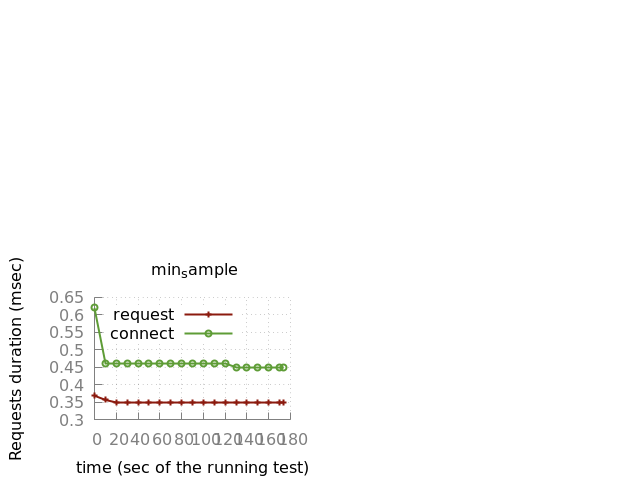 min_sample
Requests duration (msec)
0.65
0.6
0.55
0.5
0.45
0.4
0.35
0.3
request
connect
0 20 40 60 80 100 120 140 160 180
time (sec of the running test)